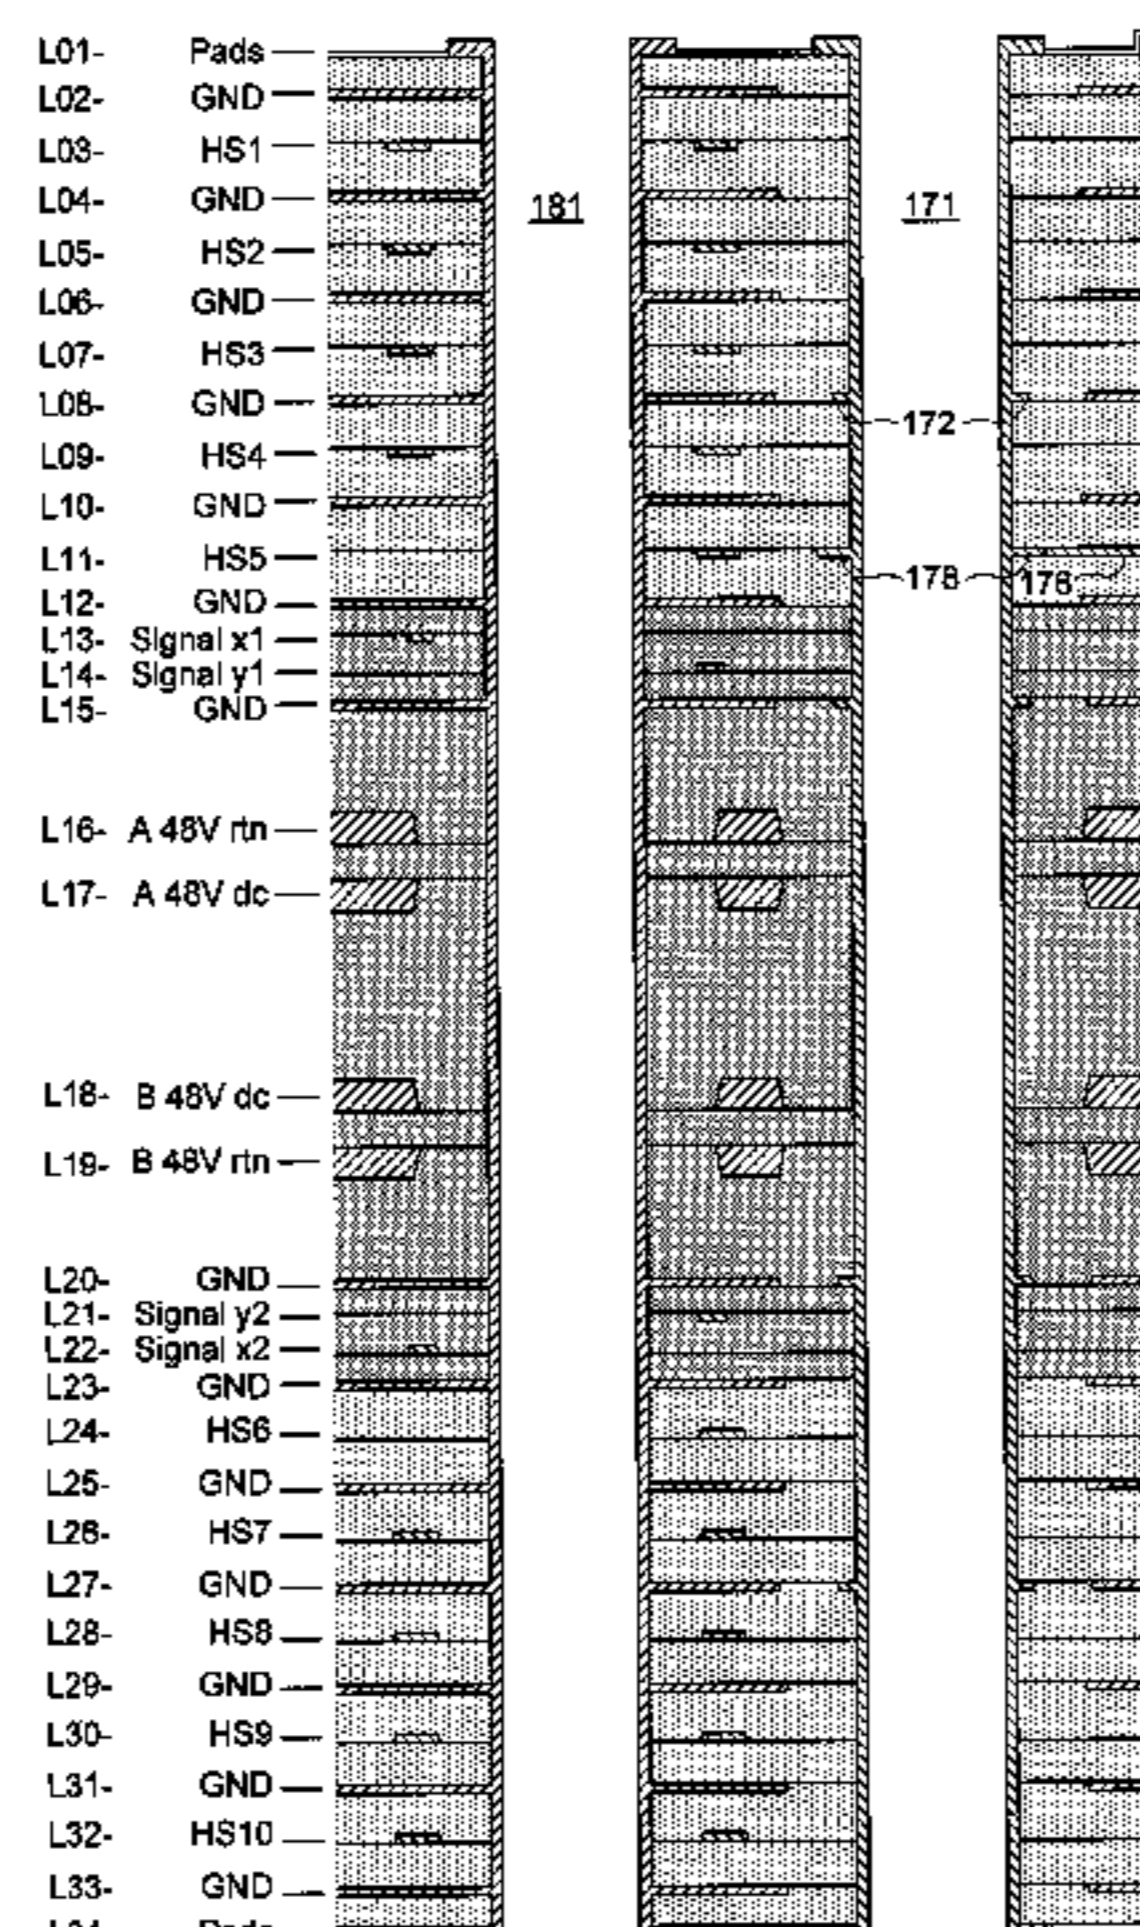 L01- Pads
L02- GND
L03- HS1
L04- GND
181 171
L05- HS2
L06- GND
L07- HS3
L08- GND
172
L09- HS4
L10- GND
L11- HS5
178 176
L12- GND
L13- Signal x1
L14- Signal y1
L15- GND
L16- A 48V rtn
L17- A 48V dc
L18- B 48V dc
L19- B 48V rtn
L20- GND
L21- Signal y2
L22- Signal x2
L23- GND
L24- HS6
L25- GND
L26- HS7
L27- GND
L28- HS8
L29- GND
L30- HS9
L31- GND
L32- HS10
L33- GND